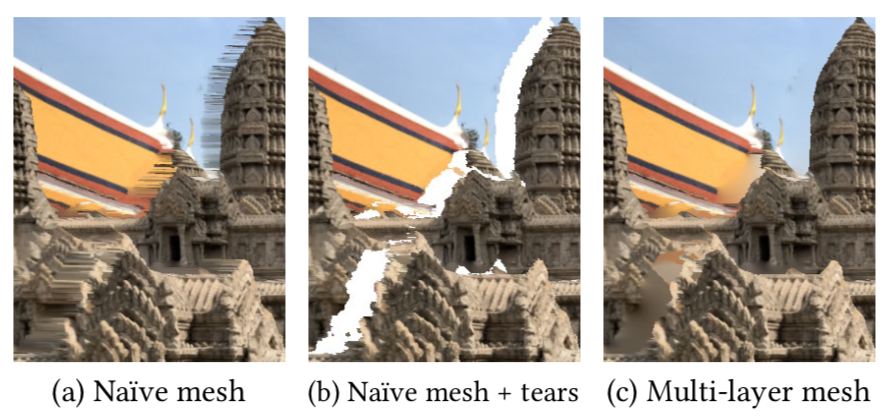 (a) Naïve mesh
(b) Naïve mesh + tears
(c) Multi-layer mesh